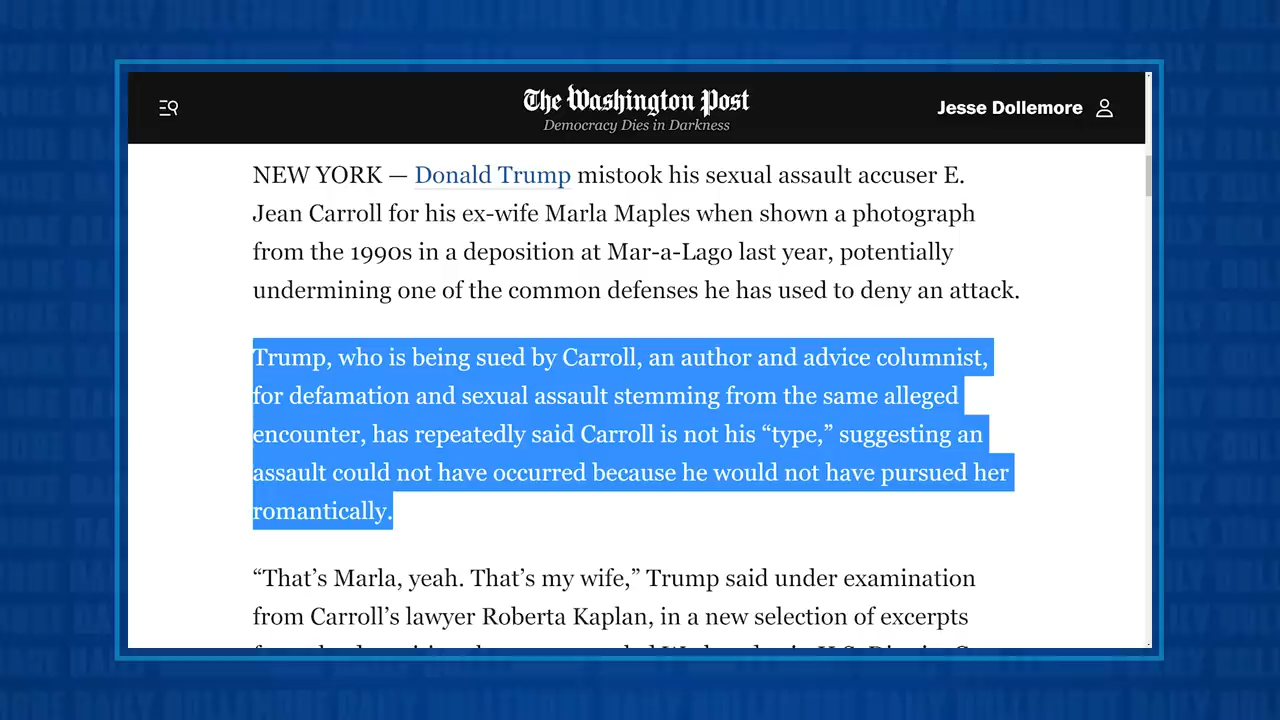 The Washington Post
Democracy Dies in Darkness
Jesse Dollemore
NEW YORK — Donald Trump mistook his sexual assault accuser E.
Jean Carroll for his ex-wife Marla Maples when shown a photograph
from the 1990s in a deposition at Mar-a-Lago last year, potentially
undermining one of the common defenses he has used to deny an attack.
Trump, who is being sued by Carroll, an author and advice columnist,
for defamation and sexual assault stemming from the same alleged
encounter, has repeatedly said Carroll is not his “type,” suggesting an
assault could not have occurred because he would not have pursued her
romantically.
“That’s Marla, yeah. That’s my wife,” Trump said under examination
from Carroll’s lawyer Roberta Kaplan, in a new selection of excerpts